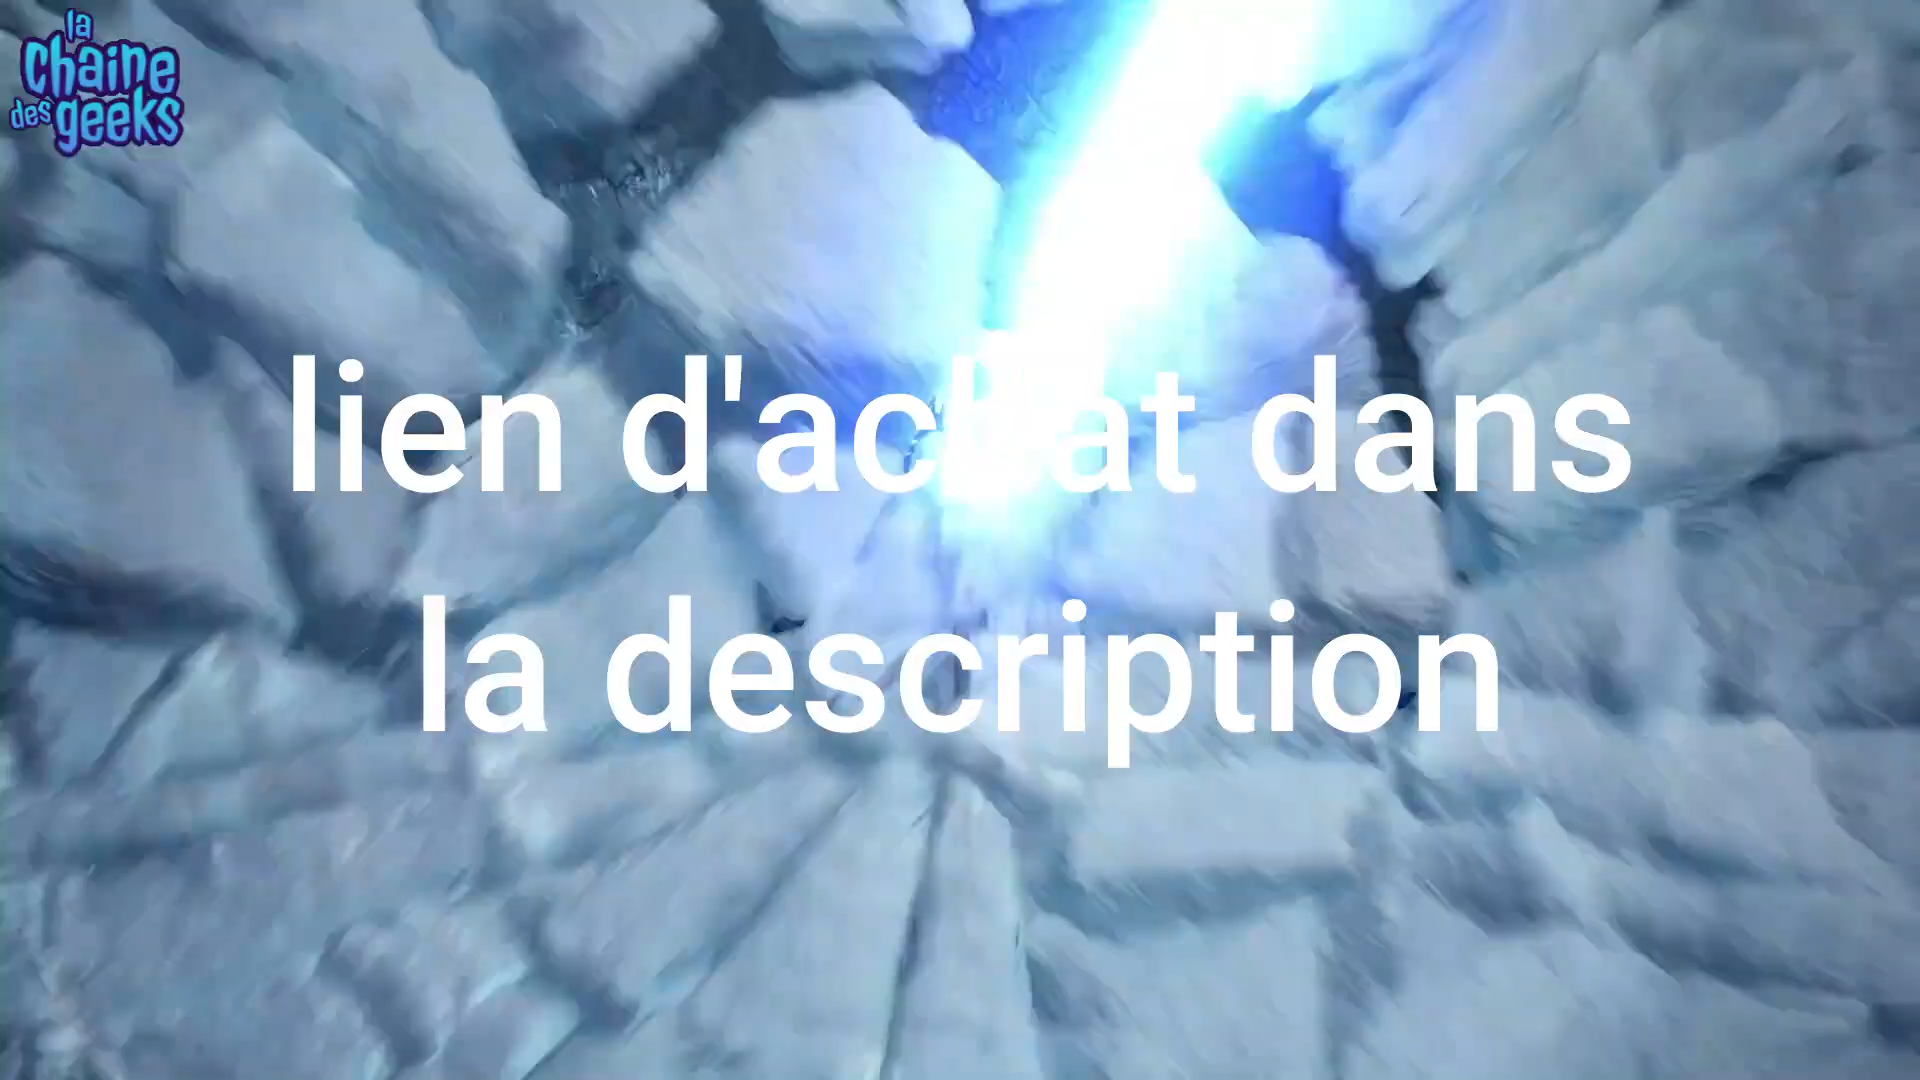 la
Chaine
des geeks
lien d'achat dans
la description